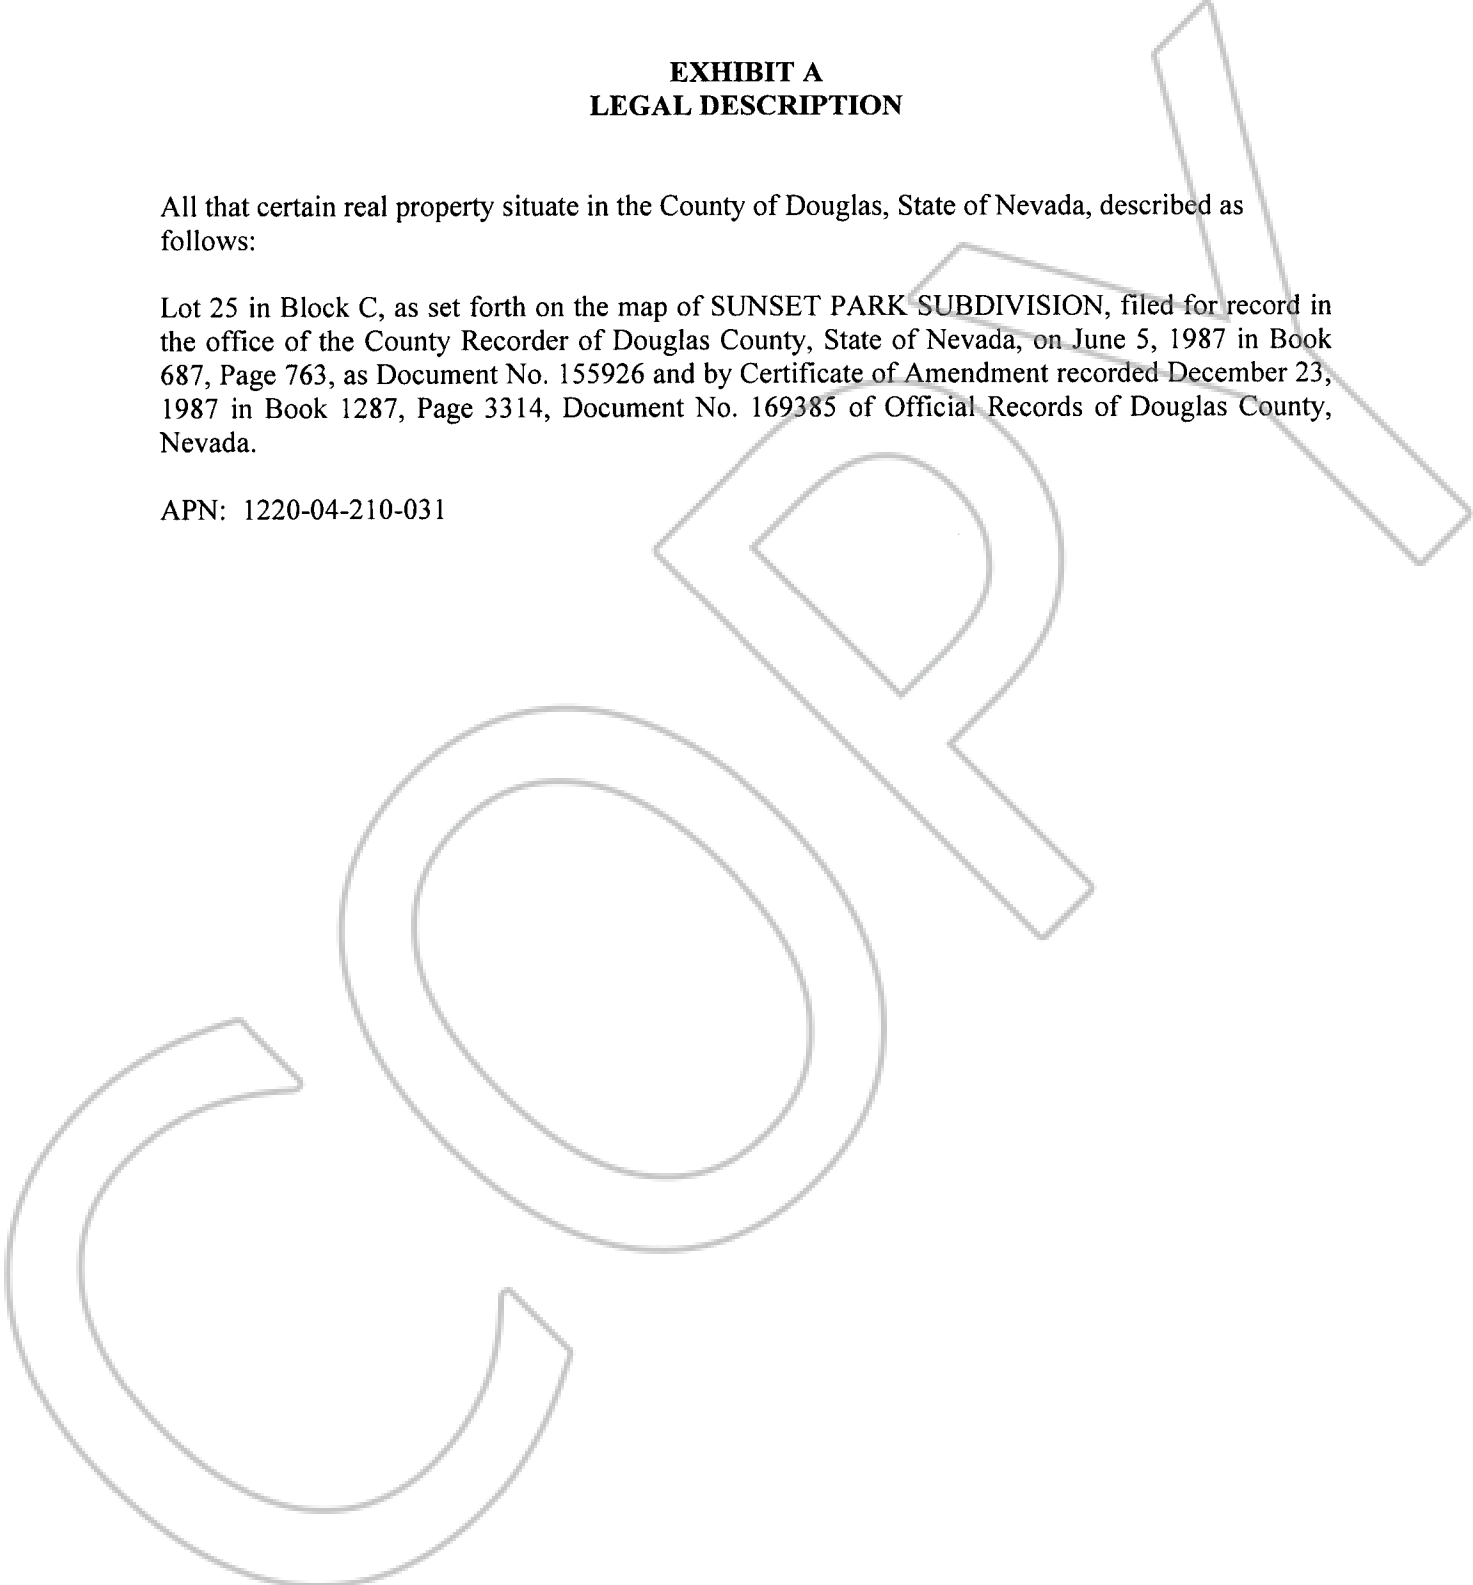 EXHIBIT A
LEGAL DESCRIPTION
All that certain real property situate in the County of Douglas, State of Nevada, described as
follows:
Lot 25 in Block C, as set forth on the map of SUNSET PARK SUBDIVISION, filed for record in
the office of the County Recorder of Douglas County, State of Nevada, on June 5, 1987 in Book
687, Page 763, as Document No. 155926 and by Certificate of Amendment recorded December 23,
1987 in Book 1287, Page 3314, Document No. 169385 of Official Records of Douglas County,
Nevada.
APN: 1220-04-210-031
COPY